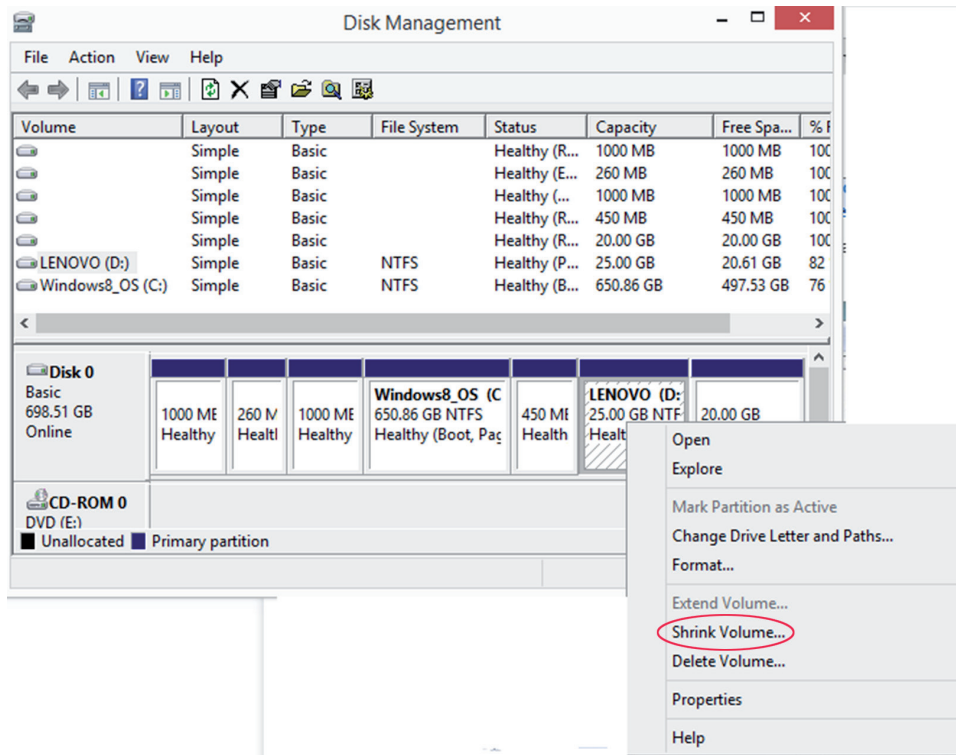 Disk Management
File Action View Help
Volume Layout Type File System Status Capacity Free Spa... % F
Simple Basic Healthy (R... 1000 MB 1000 MB 100
Simple Basic Healthy (E... 260 MB 260 MB 100
Simple Basic Healthy (... 1000 MB 1000 MB 100
Simple Basic Healthy (R... 450 MB 450 MB 100
Simple Basic Healthy (R... 20.00 GB 20.00 GB 100
LENOVO (D:) Simple Basic NTFS Healthy (P... 25.00 GB 20.61 GB 82
Windows8_OS (C:) Simple Basic NTFS Healthy (B... 650.86 GB 497.53 GB 76
Disk 0
Basic
698.51 GB
Online
1000 ME
Healthy
260 M
Healtl
1000 ME
Healthy
Windows8_OS (C
650.86 GB NTFS
Healthy (Boot, Pag
450 ME
Health
LENOVO (D:
25.00 GB NTF
Healt
20.00 GB
CD-ROM 0
DVD (E:)
Unallocated Primary partition
Open
Explore
Mark Partition as Active
Change Drive Letter and Paths...
Format...
Extend Volume...
Shrink Volume...
Delete Volume...
Properties
Help